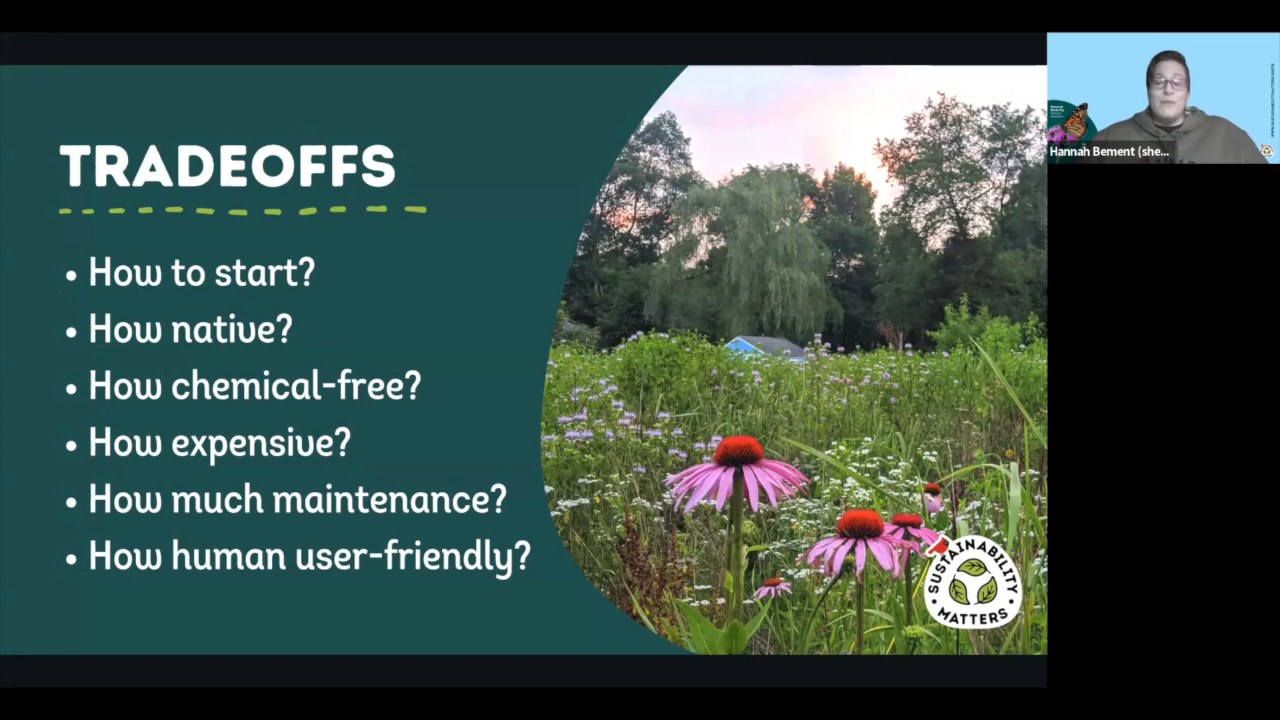 TRADEOFFS
• How to start?
• How native?
• How chemical-free?
• How expensive?
• How much maintenance?
• How human user-friendly?
SUSTAINABILITY
MATTERS
Hannah Bement (she...